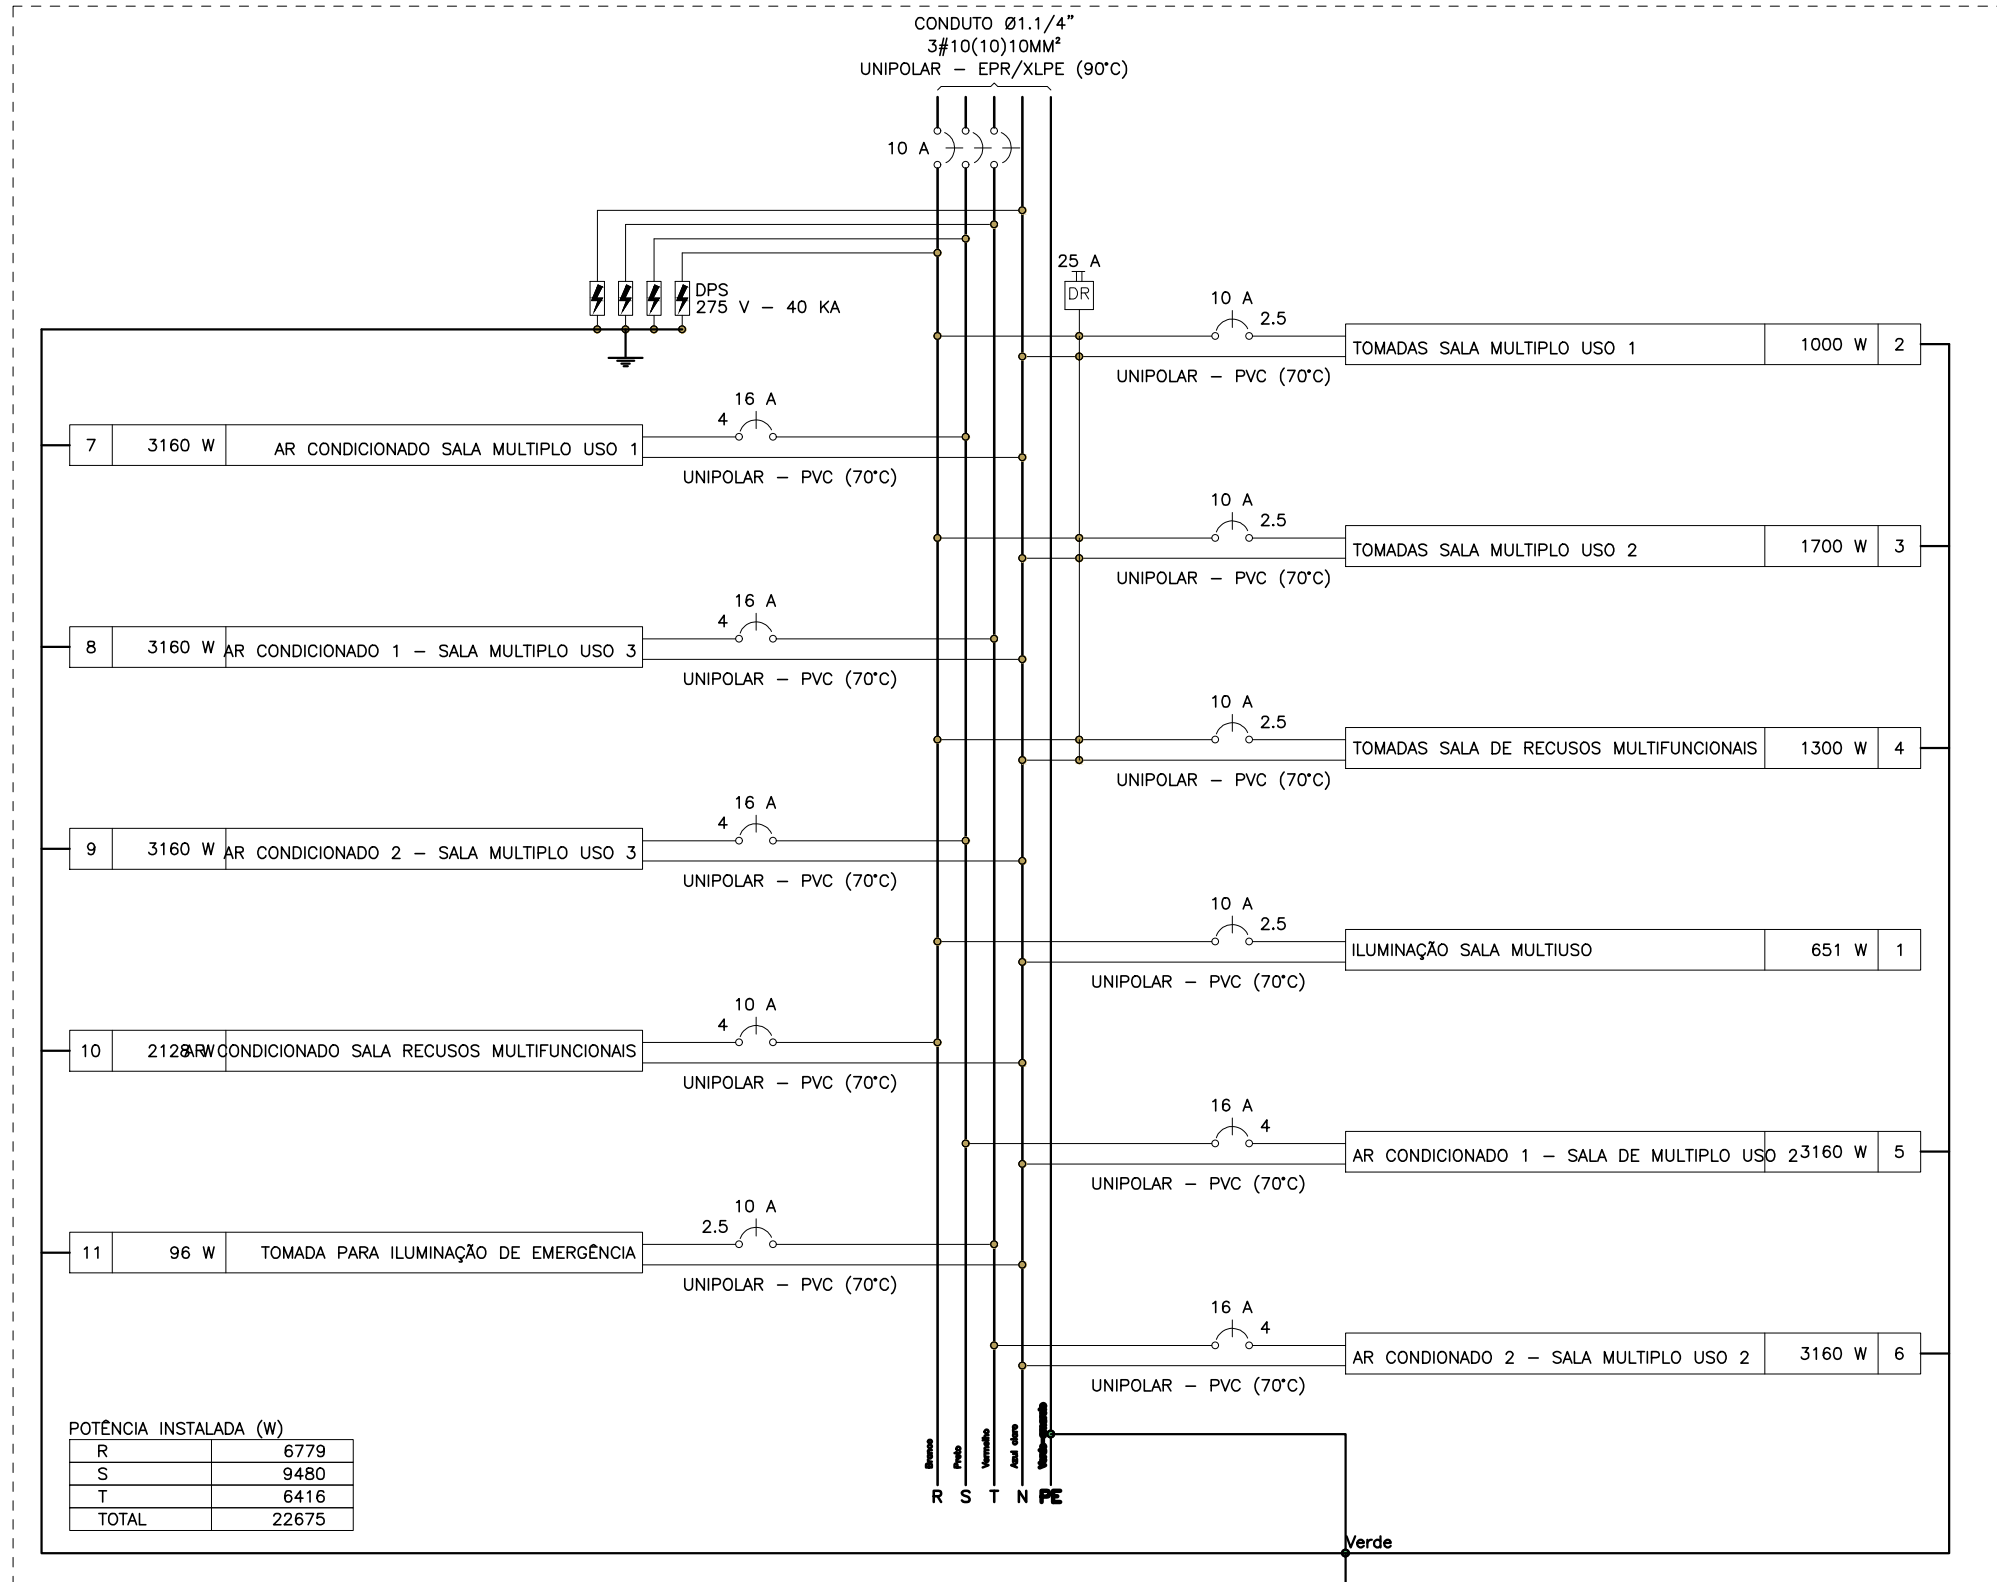 CONDUTO Ø1.1/4”
3#10(10)10MM²
UNIPOLAR – EPR/XLPE (90°C)
10 A
DPS
275 V – 40 KA
25 A
DR
10 A
2.5
TOMADAS SALA MULTIPLO USO 1 1000 W 2
UNIPOLAR – PVC (70°C)
16 A
4
7 3160 W AR CONDICIONADO SALA MULTIPLO USO 1
UNIPOLAR – PVC (70°C)
10 A
2.5
TOMADAS SALA MULTIPLO USO 2 1700 W 3
UNIPOLAR – PVC (70°C)
16 A
4
8 3160 W AR CONDICIONADO 1 – SALA MULTIPLO USO 3
UNIPOLAR – PVC (70°C)
10 A
2.5
TOMADAS SALA DE RECUSOS MULTIFUNCIONAIS 1300 W 4
UNIPOLAR – PVC (70°C)
16 A
4
9 3160 W AR CONDICIONADO 2 – SALA MULTIPLO USO 3
UNIPOLAR – PVC (70°C)
10 A
2.5
ILUMINAÇÃO SALA MULTIUSO 651 W 1
UNIPOLAR – PVC (70°C)
10 A
4
10 2128 W AR CONDICIONADO SALA RECUSOS MULTIFUNCIONAIS
UNIPOLAR – PVC (70°C)
16 A
4
AR CONDICIONADO 1 – SALA DE MULTIPLO USO 2 3160 W 5
UNIPOLAR – PVC (70°C)
10 A
2.5
11 96 W TOMADA PARA ILUMINAÇÃO DE EMERGÊNCIA
UNIPOLAR – PVC (70°C)
16 A
4
AR CONDIONADO 2 – SALA MULTIPLO USO 2 3160 W 6
UNIPOLAR – PVC (70°C)
POTÊNCIA INSTALADA (W)
R 6779
S 9480
T 6416
TOTAL 22675
Branco
Preto
Vermelho
Azul claro
R S T N PE
Verde